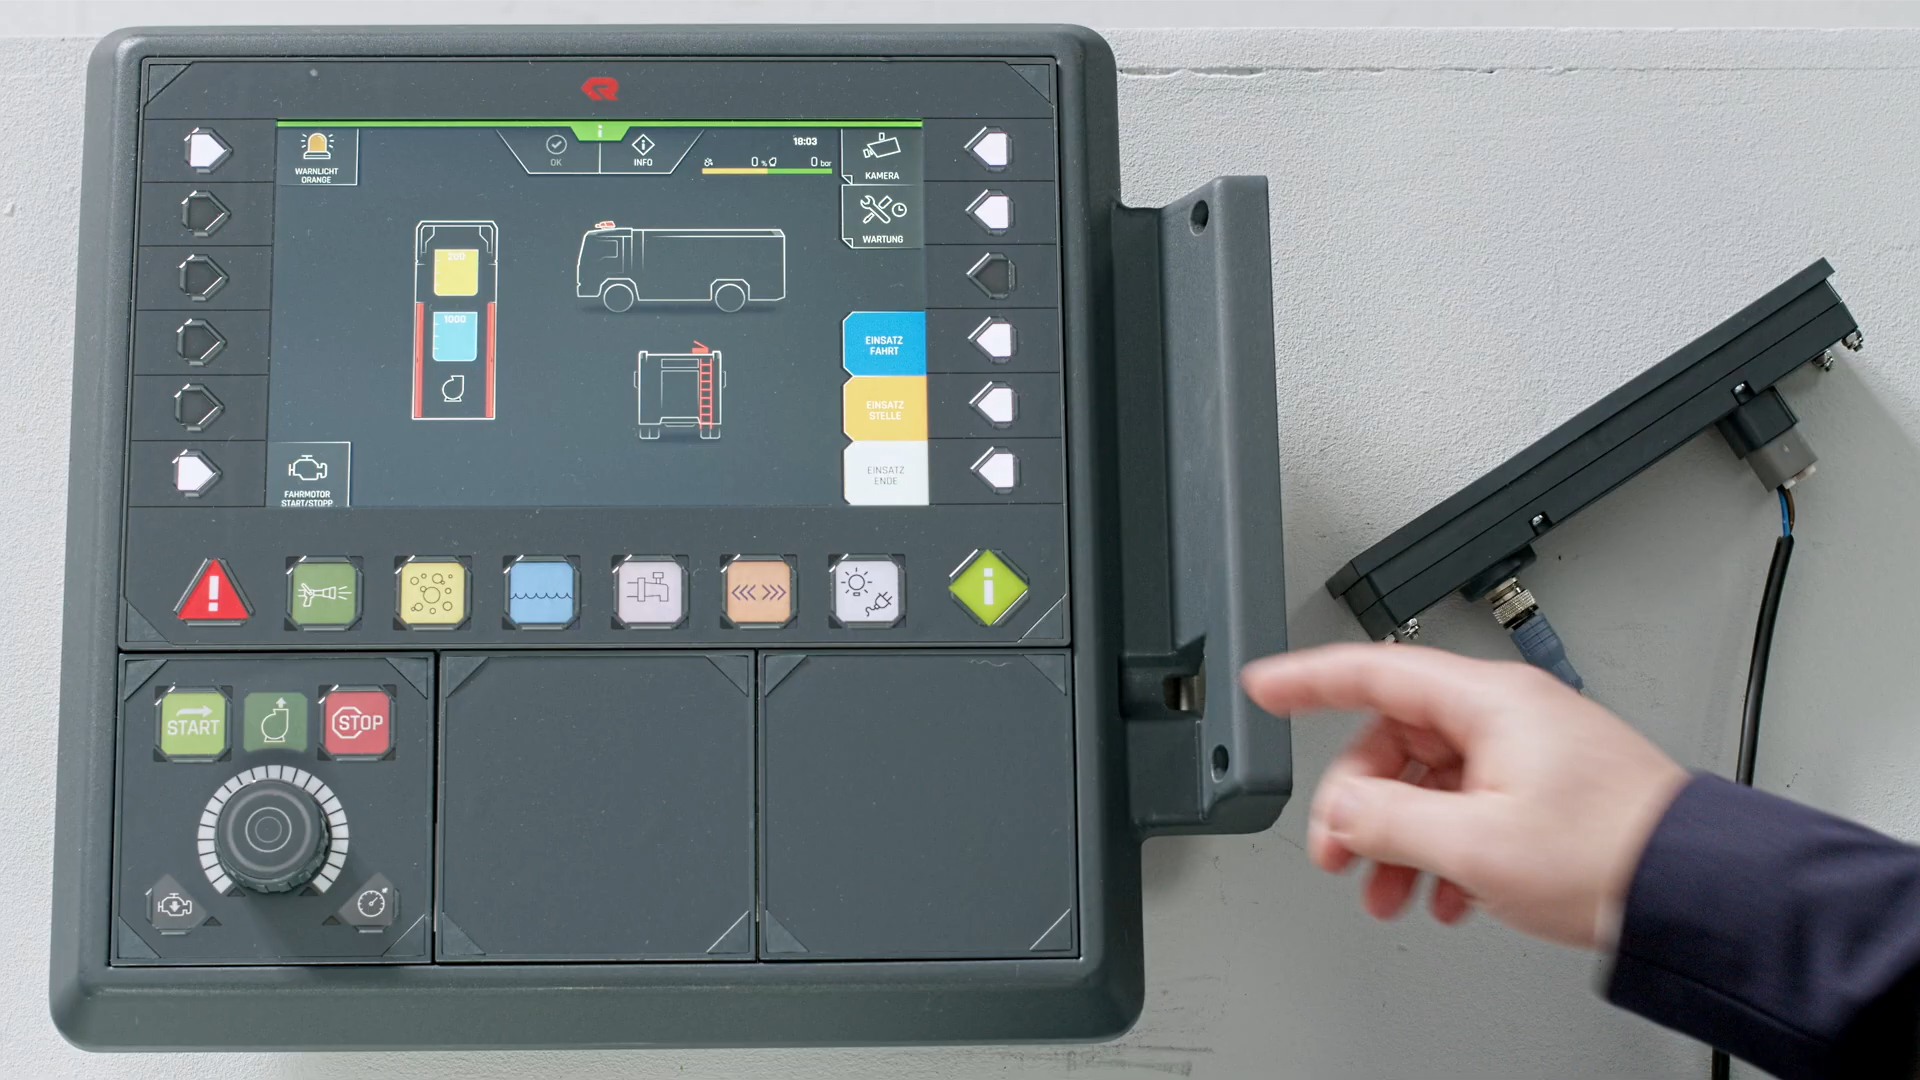 WARNLICHT
ORANGE
OK
INFO
18:03
0 %
0 bar
KAMERA
WARTUNG
200
1000
EINSATZ
FAHRT
EINSATZ
STELLE
EINSATZ
ENDE
FAHRMOTOR
START/STOPP
START
STOP